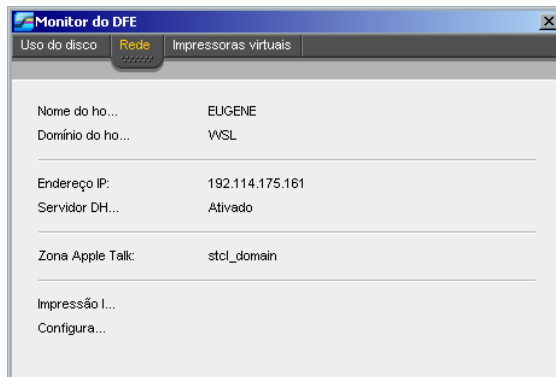 Monitor do DFE
Uso do disco Rede Impressoras virtuais
Nome do ho... EUGENE
Domínio do ho... WSL
Endereço IP: 192.114.175.161
Servidor DH... Ativado
Zona Apple Talk: stcl_domain
Impressão I...
Configura...